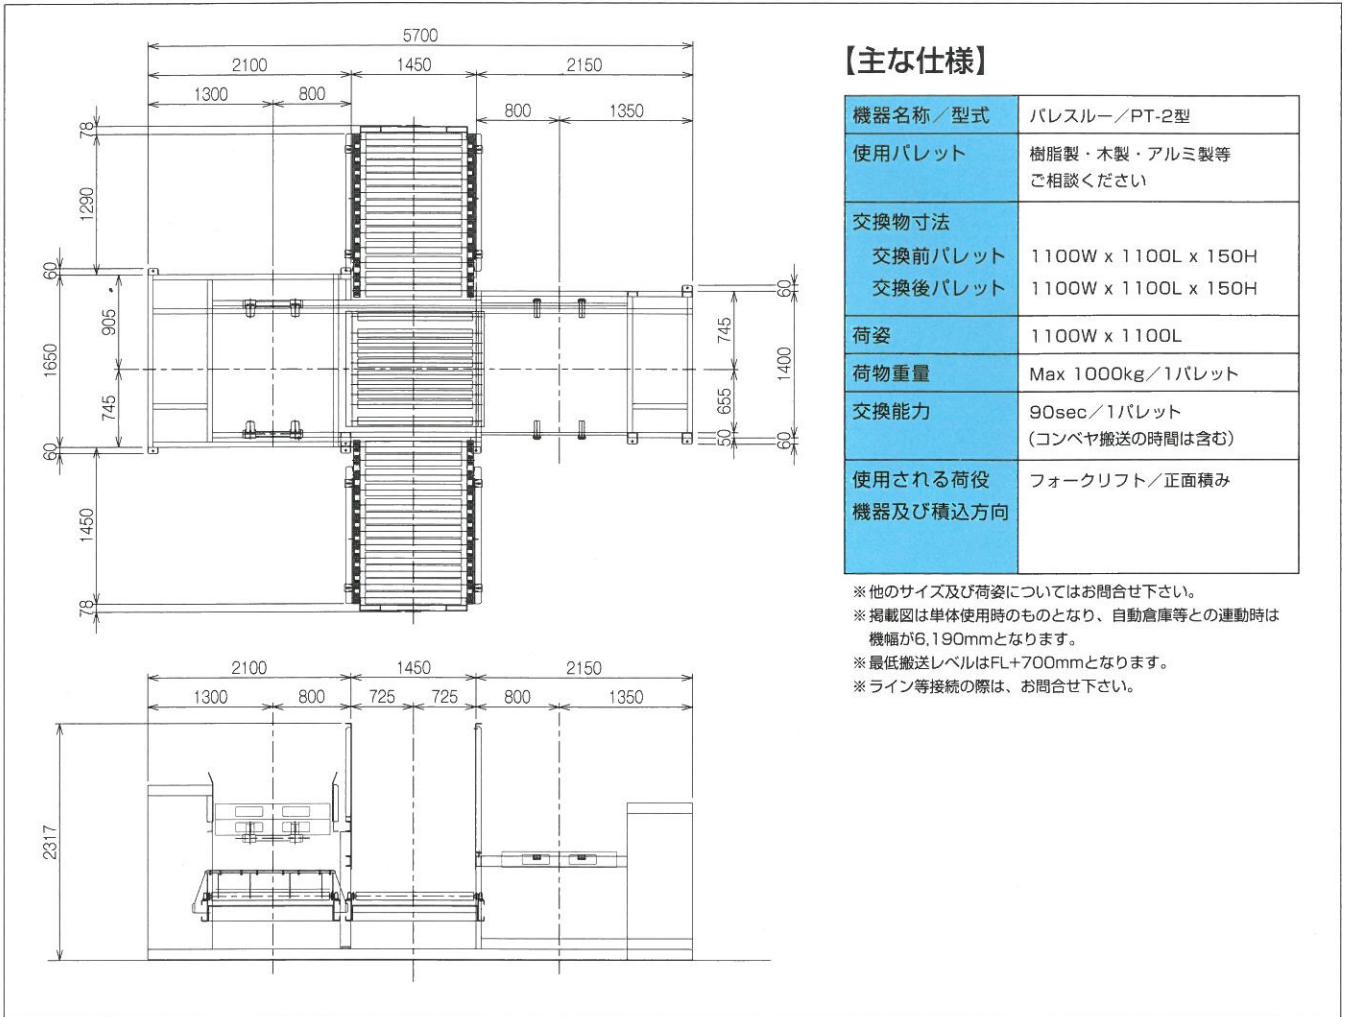 5700
2100 1450 2150
1300 800 800 1350
78
1290
60
905
1650
745
60
1450
78
60
745
1400
655
50
60
2100 1450 2150
1300 800 725 725 800 1350
2317
【主な仕様】
機器名称／型式 パレスルー／PT-2型
使用パレット 樹脂製・木製・アルミ製等
ご相談ください
交換物寸法
交換前パレット 1100W x 1100L x 150H
交換後パレット 1100W x 1100L x 150H
荷姿 1100W x 1100L
荷物重量 Max 1000kg／1パレット
交換能力 90sec／1パレット
（コンベヤ搬送の時間は含む）
使用される荷役 フォークリフト／正面積み
機器及び積込方向
※他のサイズ及び荷姿についてはお問合せ下さい。
※掲載図は単体使用時のものとなり、自動倉庫等との連動時は
機幅が6,190mmとなります。
※最低搬送レベルはFL+700mmとなります。
※ライン等接続の際は、お問合せ下さい。